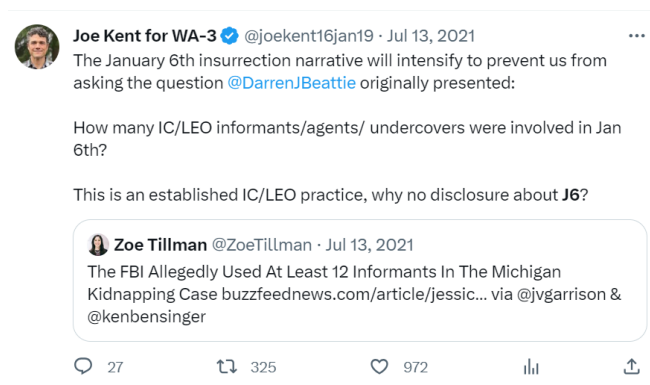 Joe Kent for WA-3 @joekent16jan19 · Jul 13, 2021
The January 6th insurrection narrative will intensify to prevent us from
asking the question @DarrenJBeattie originally presented:
How many IC/LEO informants/agents/ undercovers were involved in Jan
6th?
This is an established IC/LEO practice, why no disclosure about J6?
Zoe Tillman @ZoeTillman · Jul 13, 2021
The FBI Allegedly Used At Least 12 Informants In The Michigan
Kidnapping Case buzzfeednews.com/article/jessic... via @jvgarrison &
@kenbensinger
27 325 972